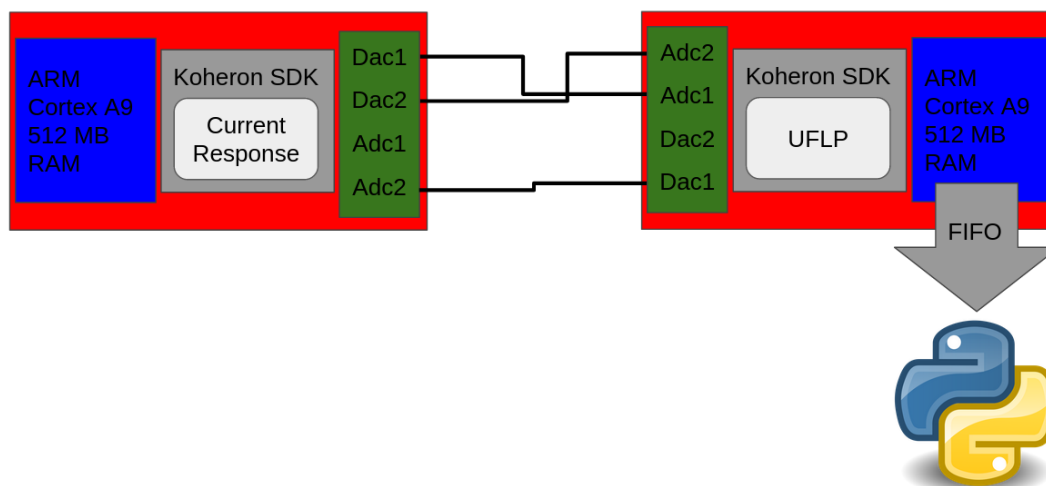 ARM
Cortex A9
512 MB
RAM
Koheron SDK
Current
Response
Dac1
Dac2
Adc1
Adc2
Adc2
Adc1
Dac2
Dac1
Koheron SDK
UFLP
ARM
Cortex A9
512 MB
RAM
FIFO